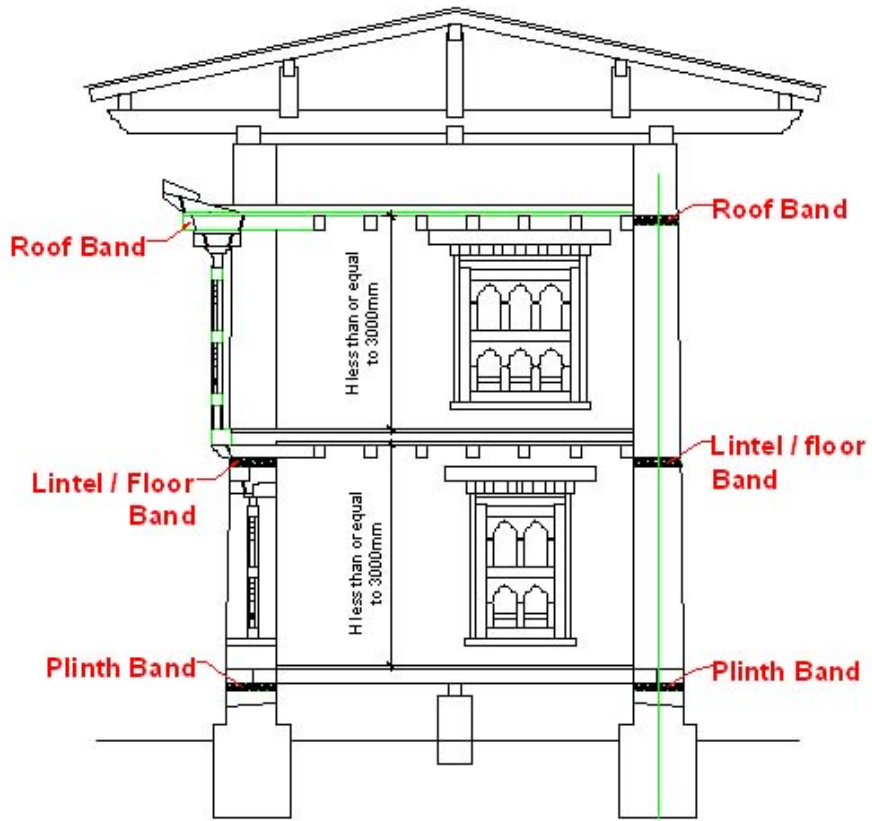 Roof Band
Roof Band
H less than or equal
to 3000mm
Lintel / floor
Band
Lintel / Floor
Band
H less than or equal
to 3000mm
Plinth Band
Plinth Band